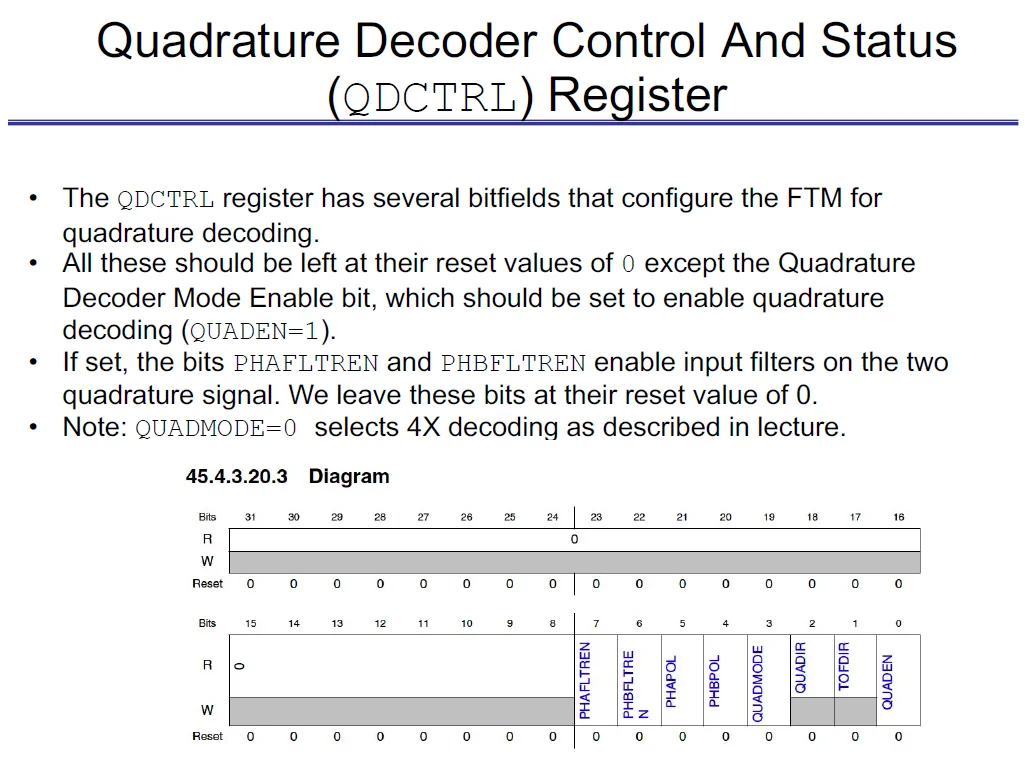 Quadrature Decoder Control And Status
(QDCTRL) Register
• The QDCTRL register has several bitfields that configure the FTM for
quadrature decoding.
• All these should be left at their reset values of 0 except the Quadrature
Decoder Mode Enable bit, which should be set to enable quadrature
decoding (QUADEN=1).
• If set, the bits PHAFLTREN and PHBFLTREN enable input filters on the two
quadrature signal. We leave these bits at their reset value of 0.
• Note: QUADMODE=0 selects 4X decoding as described in lecture.
45.4.3.20.3 Diagram
Bits 31 30 29 28 27 26 25 24 23 22 21 20 19 18 17 16
R 0
W
Reset 0 0 0 0 0 0 0 0 0 0 0 0 0 0 0 0
Bits 15 14 13 12 11 10 9 8 7 6 5 4 3 2 1 0
R 0 PHAFLTREN PHBFLTRE N PHAPOL PHBPOL QUADMODE QUADIR TOFDIR QUADEN
W
Reset 0 0 0 0 0 0 0 0 0 0 0 0 0 0 0 0